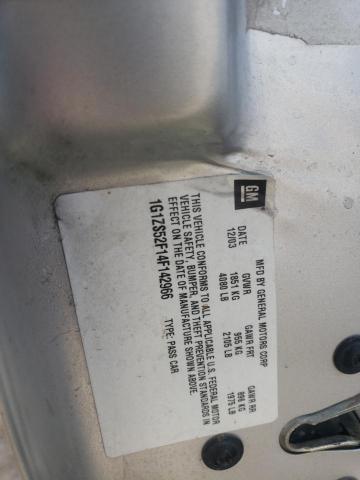 GM
MFD BY GENERAL MOTORS CORP
DATE GVWR GAWR FRT GAWR RR
12/03 1851 KG 955 KG 896 KG
4080 LB 2105 LB 1975 LB
THIS VEHICLE CONFORMS TO ALL APPLICABLE U.S. FEDERAL MOTOR
VEHICLE SAFETY, BUMPER, AND THEFT PREVENTION STANDARDS IN
EFFECT ON THE DATE OF MANUFACTURE SHOWN ABOVE.
1G1ZS52F14F142966 TYPE: PASS CAR